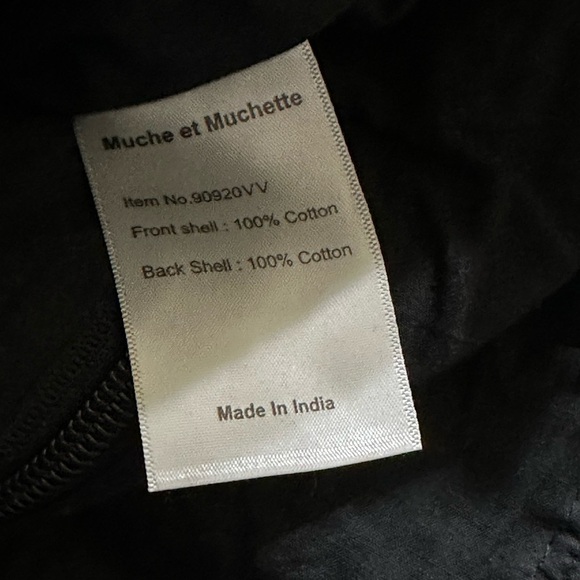 Muche et Muchette
Item No.90920VV
Front shell : 100% Cotton
Back Shell : 100% Cotton
Made In India